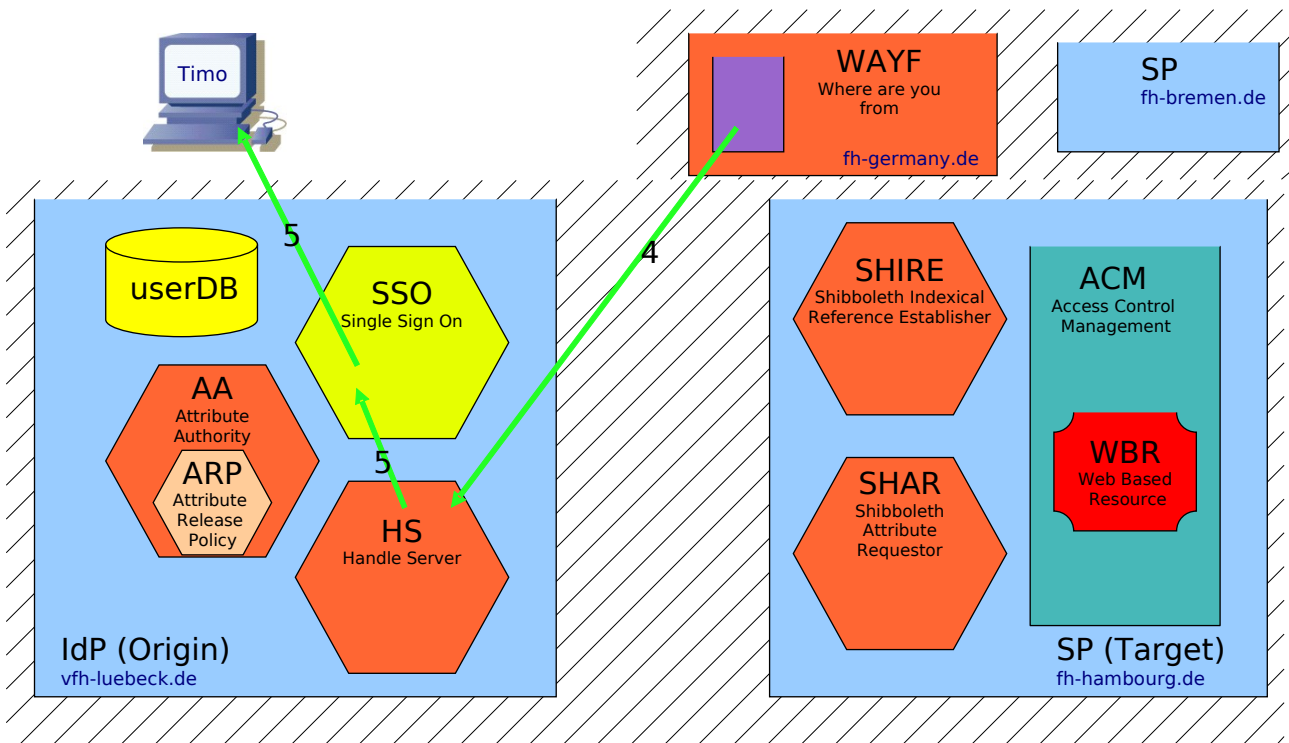 Timo
WAYF
Where are you
from
fh-germany.de
SP
fh-bremen.de
5
4
userDB
SSO
Single Sign On
AA
Attribute
Authority
ARP
Attribute
Release
Policy
5
HS
Handle Server
IdP (Origin)
vfh-luebeck.de
SHIRE
Shibboleth Indexical
Reference Establisher
SHAR
Shibboleth
Attribute
Requestor
ACM
Access Control
Management
WBR
Web Based
Resource
SP (Target)
fh-hambourg.de